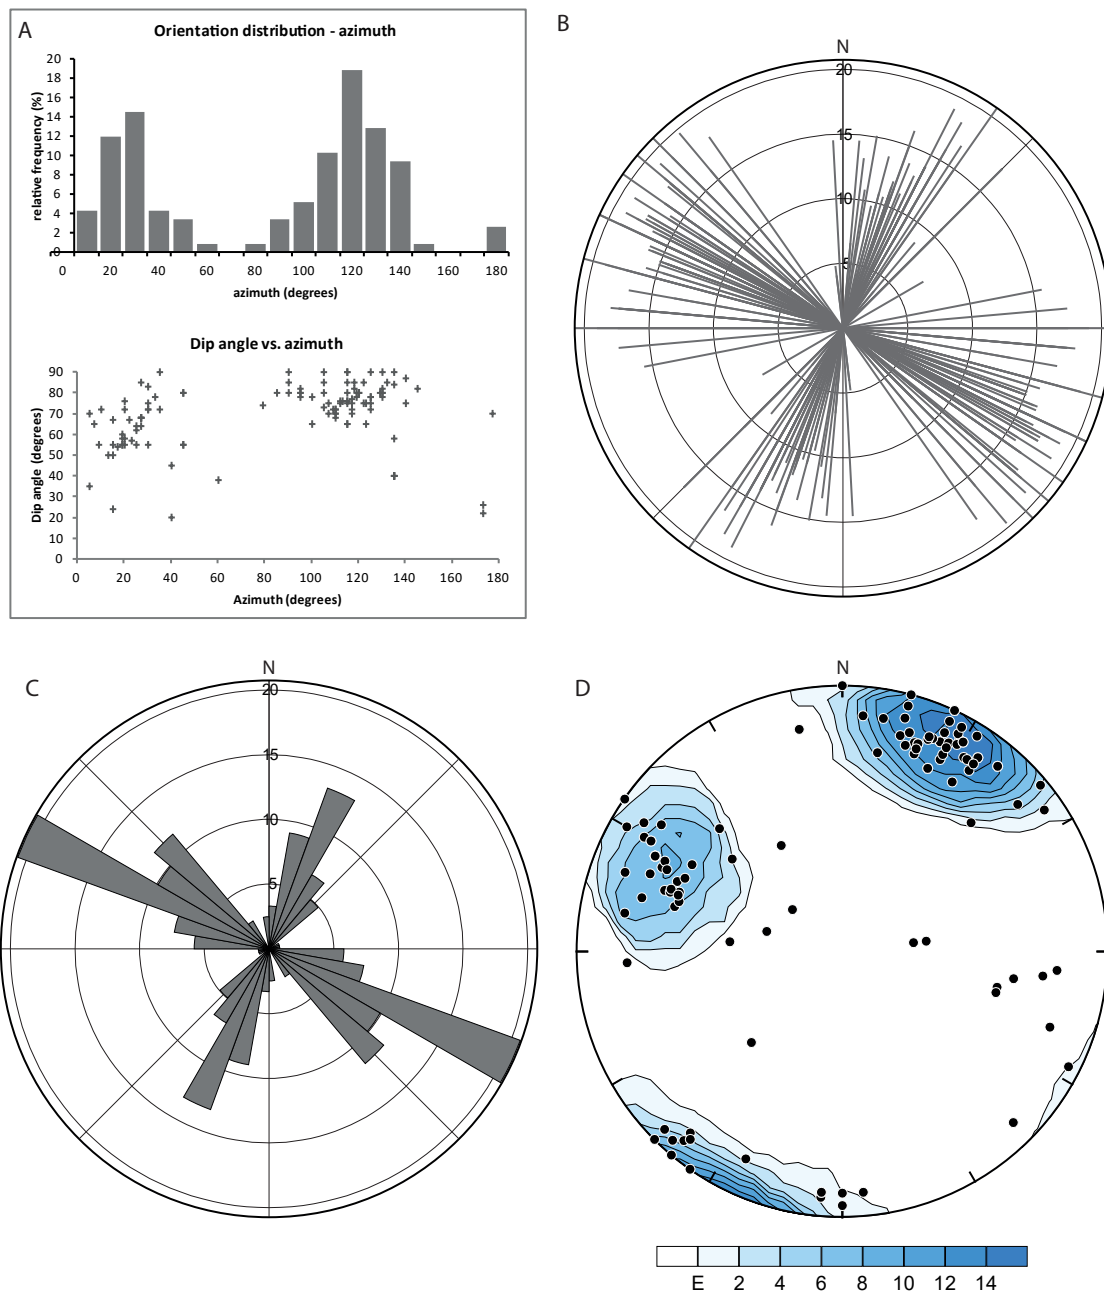 A
Orientation distribution - azimuth
relative frequency (%)
20
18
16
14
12
10
8
6
4
2
0
0 20 40 60 80 100 120 140 160 180
azimuth (degrees)
Dip angle vs. azimuth
Dip angle (degrees)
90
80
70
60
50
40
30
20
10
0
0 20 40 60 80 100 120 140 160 180
Azimuth (degrees)
B
N
20
15
10
5
C
N
20
15
10
5
D
N
E 2 4 6 8 10 12 14